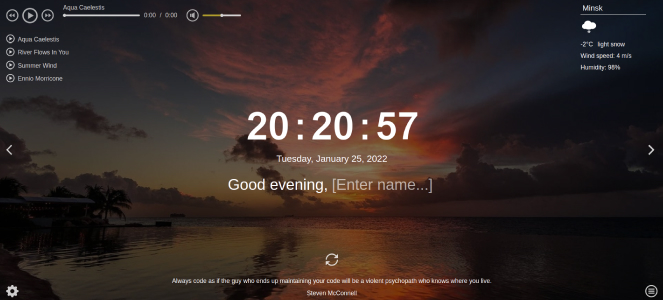 Aqua Caelestis
0:00 / 0:00
Aqua Caelestis
River Flows In You
Summer Wind
Ennio Morricone
Minsk
-2°C light snow
Wind speed: 4 m/s
Humidity: 98%
20:20:57
Tuesday, January 25, 2022
Good evening, [Enter name...]
Always code as if the guy who ends up maintaining your code will be a violent psychopath who knows where you live.
Steven McConnell